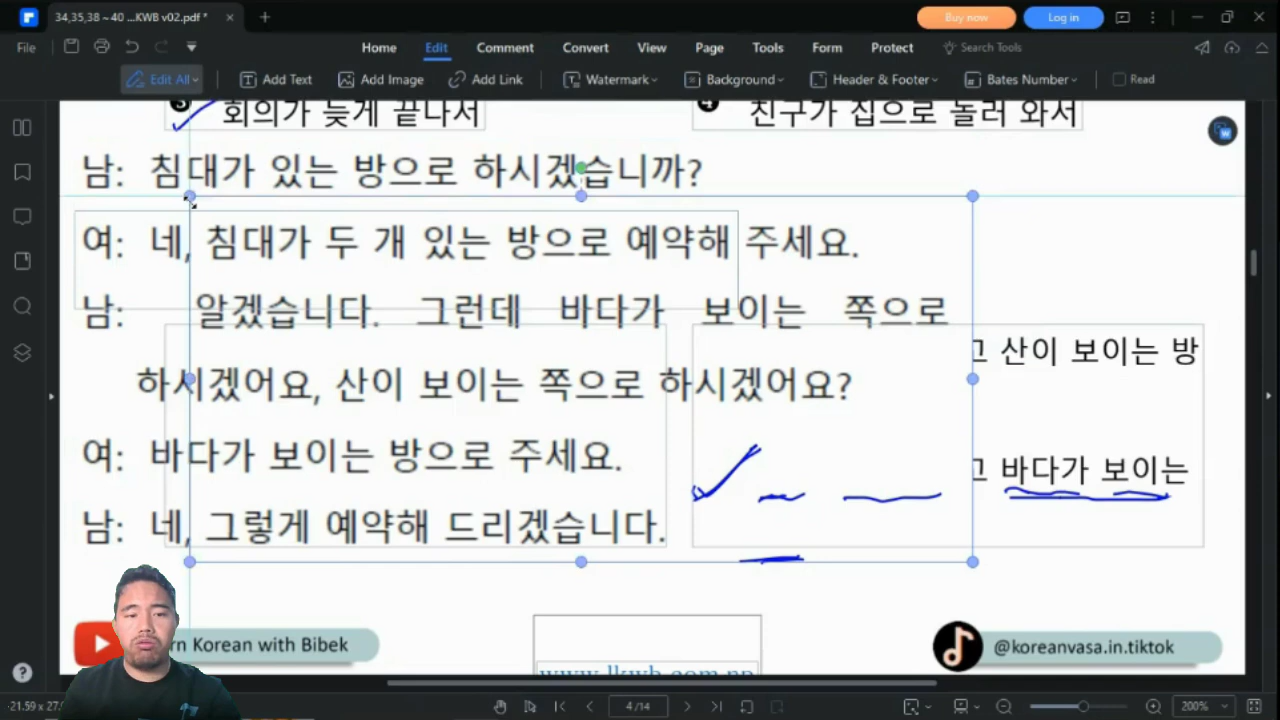 34,35,38 ~ 40 ...KWB v02.pdf *
Buy now
Log in
File
Home
Edit
Comment
Convert
View
Page
Tools
Form
Protect
Search Tools
Edit All
Add Text
Add Image
Add Link
Watermark
Background
Header & Footer
Bates Number
Read
회의가 늦게 끝나서
친구가 집으로 놀러 와서
남: 침대가 있는 방으로 하시겠습니까?
여: 네, 침대가 두 개 있는 방으로 예약해 주세요.
남: 알겠습니다. 그런데 바다가 보이는 쪽으로
하시겠어요, 산이 보이는 쪽으로 하시겠어요?
산이 보이는 방
여: 바다가 보이는 방으로 주세요.
바다가 보이는
남: 네, 그렇게 예약해 드리겠습니다.
rn Korean with Bibek
www.lkwb.com.np
@koreanvasa.in.tiktok
4 /14
200%